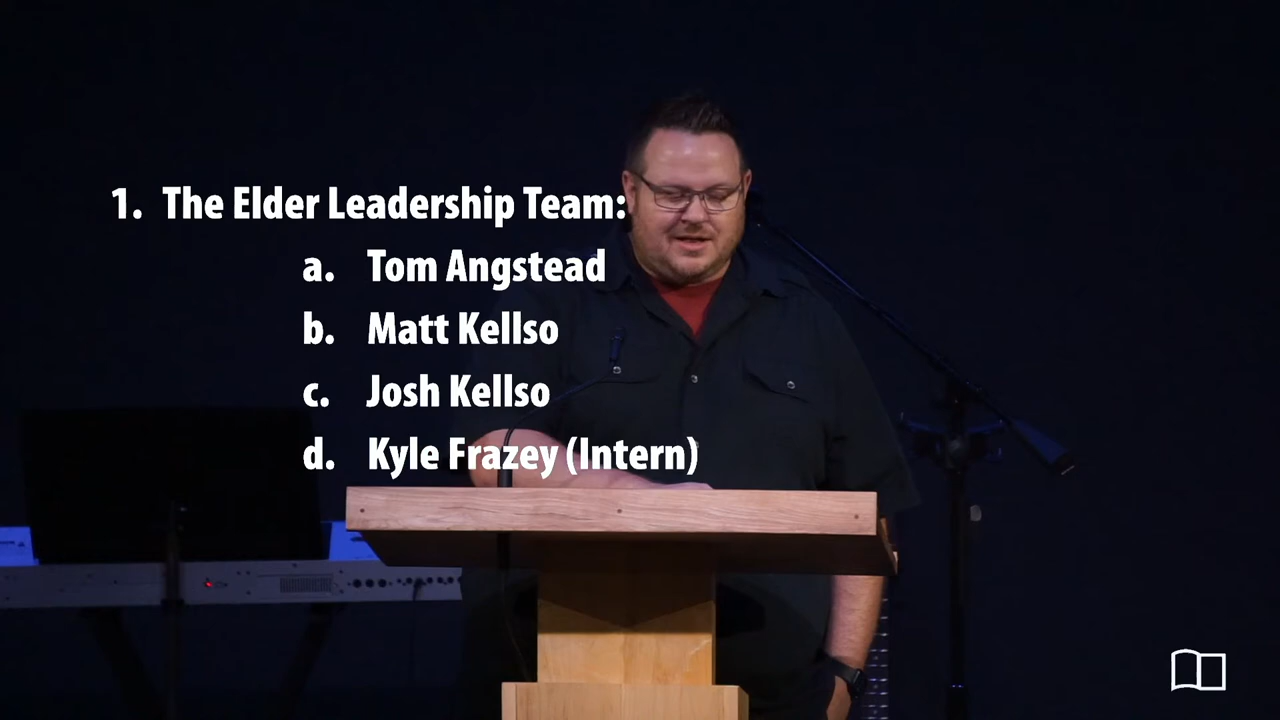 1. The Elder Leadership Team:
a. Tom Angstead
b. Matt Kellso
c. Josh Kellso
d. Kyle Frazey (Intern)